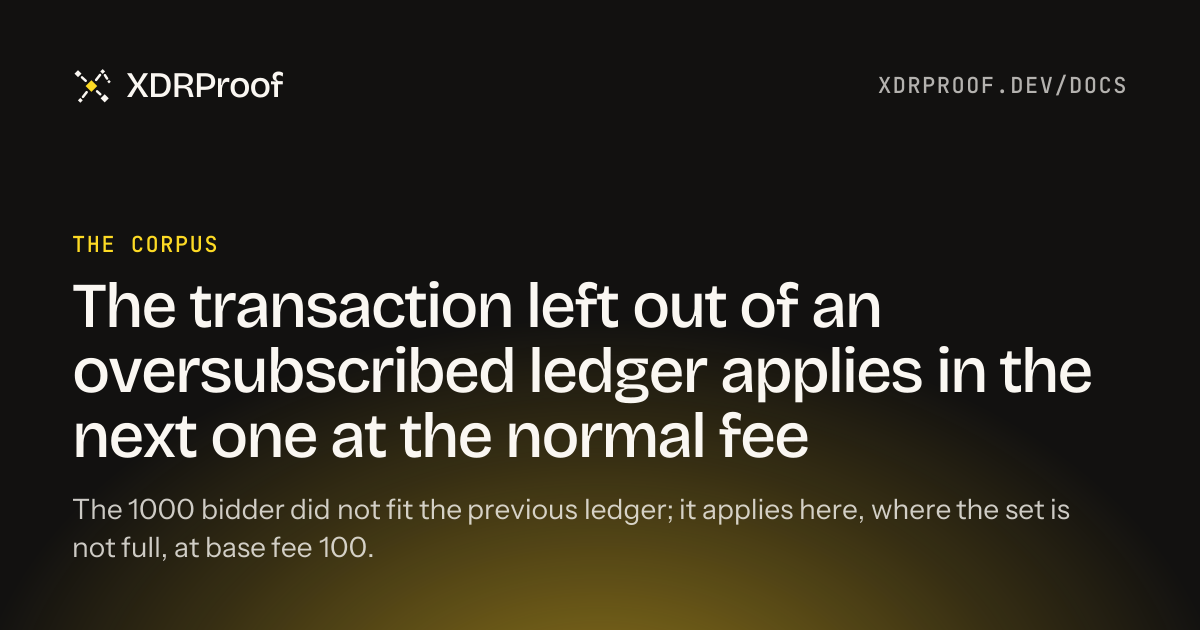 XDRProof
XDRPROOF.DEV/DOCS
THE CORPUS
The transaction left out of an
oversubscribed ledger applies in the
next one at the normal fee
The 1000 bidder did not fit the previous ledger; it applies here, where the set is
not full, at base fee 100.